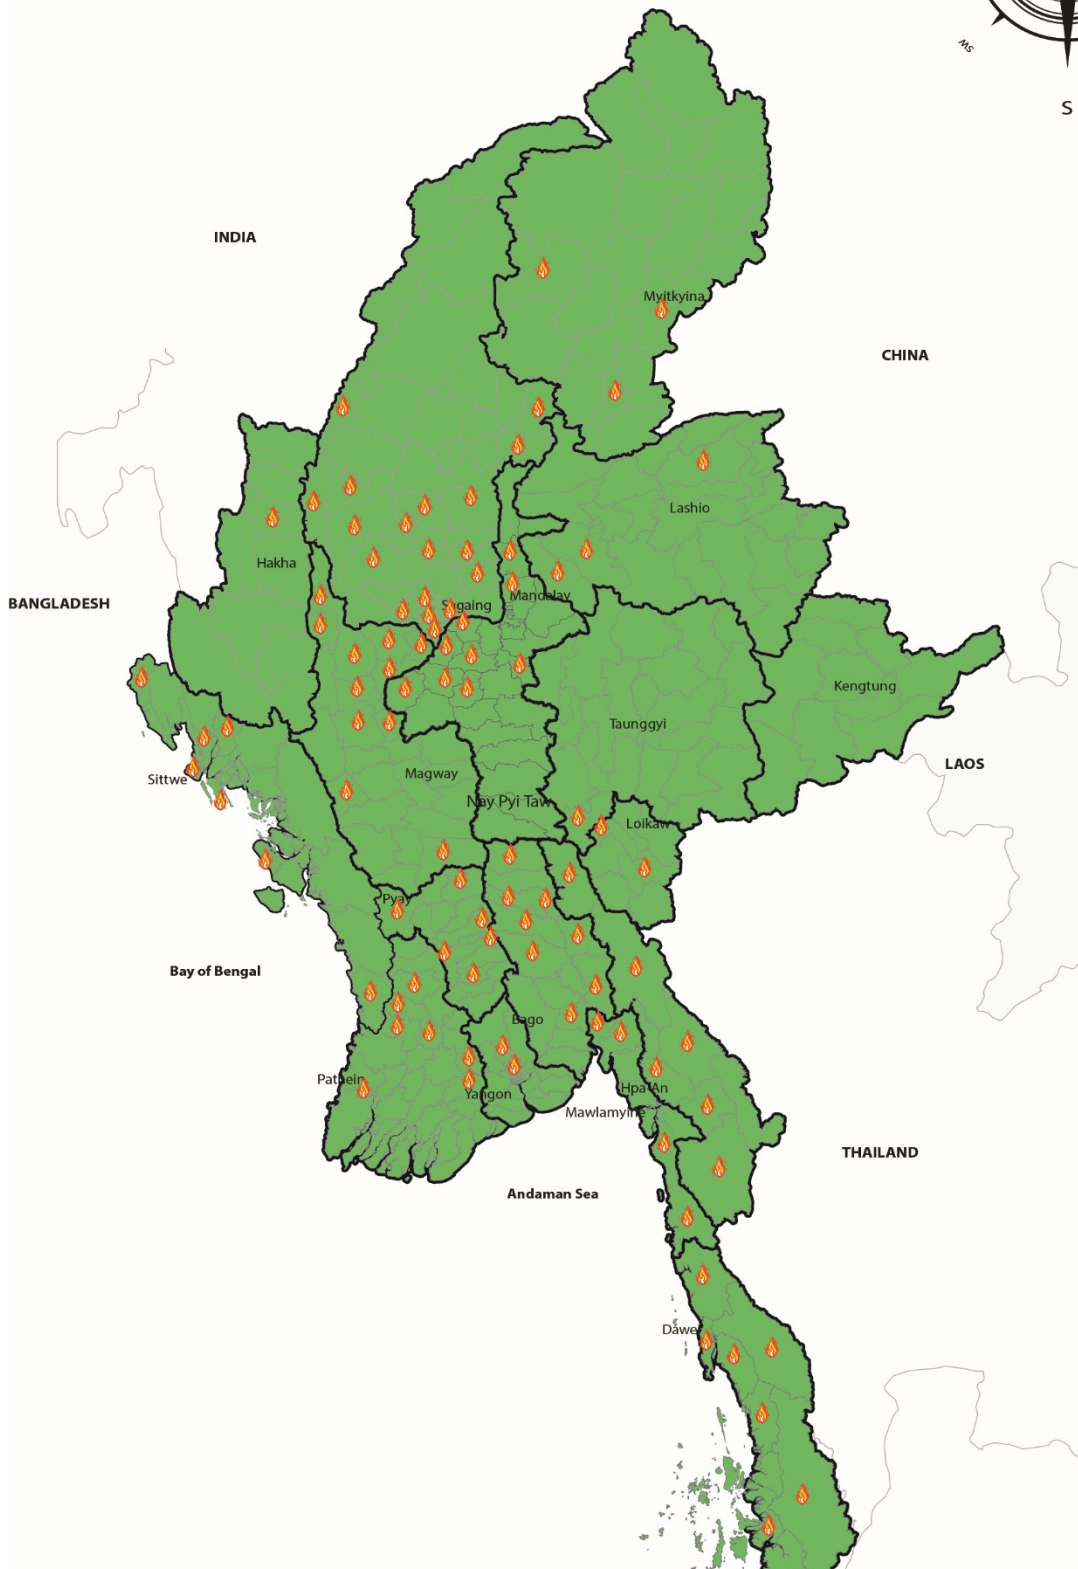 SW
S
INDIA
Myitkyina
CHINA
Lashio
Hakha
BANGLADESH
Mandalay
Sagaing
Kengtung
Taunggyi
LAOS
Sittwe
Magway
Nay Pyi Taw
Loikaw
Pyay
Bay of Bengal
Bago
Pathein
Yangon
Hpa An
Mawlamyine
THAILAND
Andaman Sea
Dawei